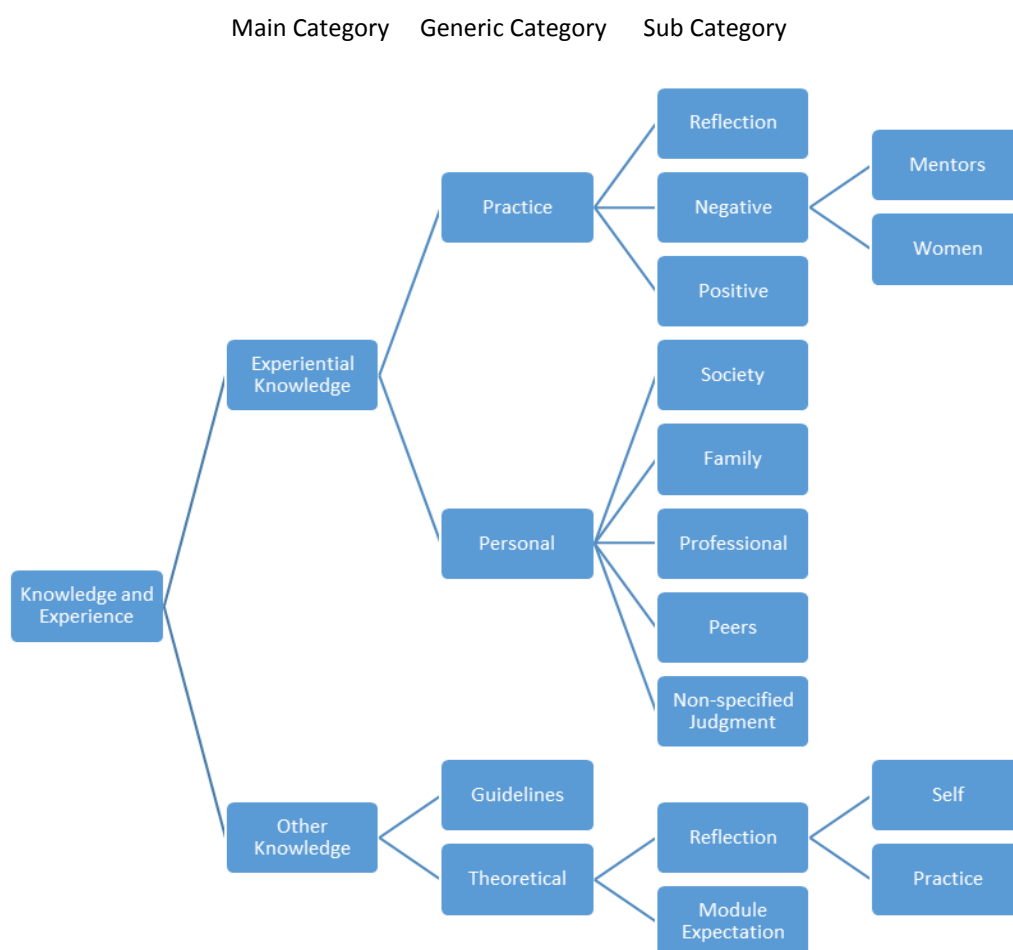 Main Category Generic Category Sub Category
Reflection
Mentors
Practice
Negative
Women
Positive
Experiential
Knowledge
Society
Family
Personal
Professional
Knowledge and
Experience
Peers
Non-specified
Judgment
Guidelines
Self
Other
Knowledge
Reflection
Theoretical
Practice
Module
Expectation